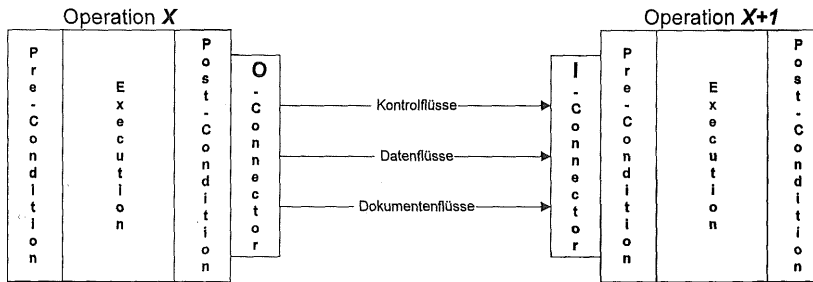 Operation X
Operation X+1
Pre-Condition
Execution
Post-Condition
O-Connector
Kontrolflüsse
Datenflüsse
Dokumentenflüsse
I-Connector
Pre-Condition
Execution
Post-Condition